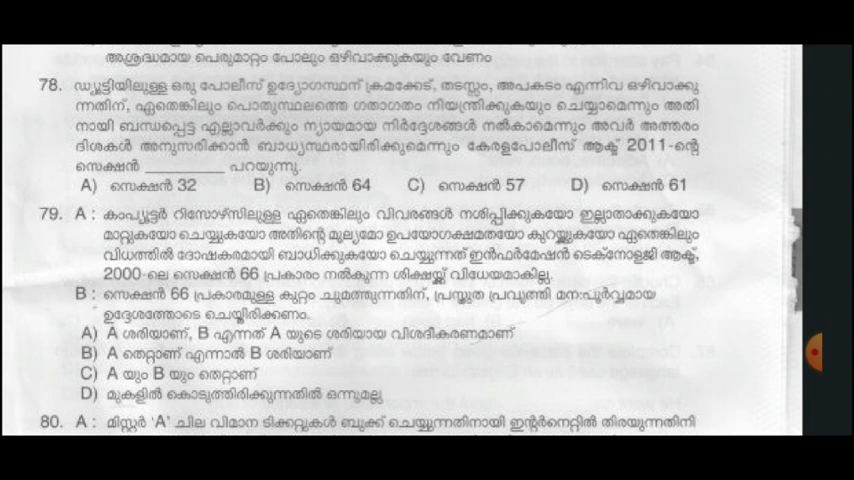 അശ്രദ്ധമായ പെരുമാറ്റം പോലും ഒഴിവാക്കുകയും വേണം
78. ഡ്യൂട്ടിയിലുള്ള ഒരു പോലീസ് ഉദ്യോഗസ്ഥന് ക്രമക്കേട്, തടസ്സം, അപകടം എന്നിവ ഒഴിവാക്കു
ന്നതിന്, ഏതെങ്കിലും പൊതുസ്ഥലത്തെ ഗതാഗതം നിയന്ത്രിക്കുകയും ചെയ്യാമെന്നും അതി
നായി ബന്ധപ്പെട്ട എല്ലാവർക്കും ന്യായമായ നിർദ്ദേശങ്ങൾ നൽകാമെന്നും അവർ അത്തരം
ദിശകൾ അനുസരിക്കാൻ ബാധ്യസ്ഥരായിരിക്കുമെന്നും കേരളപോലീസ് ആക്ട് 2011-ന്റെ
സെക്ഷൻ __________ പറയുന്നു.
A) സെക്ഷൻ 32 B) സെക്ഷൻ 64 C) സെക്ഷൻ 57 D) സെക്ഷൻ 61
79. A : കംപ്യൂട്ടർ റിസോഴ്സിലുള്ള ഏതെങ്കിലും വിവരങ്ങൾ നശിപ്പിക്കുകയോ ഇല്ലാതാക്കുകയോ
മാറ്റുകയോ ചെയ്യുകയോ അതിന്റെ മൂല്യമോ ഉപയോഗക്ഷമതയോ കുറയ്ക്കുകയോ ഏതെങ്കിലും
വിധത്തിൽ ദോഷകരമായി ബാധിക്കുകയോ ചെയ്യുന്നത് ഇൻഫർമേഷൻ ടെക്നോളജി ആക്ട്,
2000-ലെ സെക്ഷൻ 66 പ്രകാരം നൽകുന്ന ശിക്ഷയ്ക്ക് വിധേയമാകില്ല.
B : സെക്ഷൻ 66 പ്രകാരമുള്ള കുറ്റം ചുമത്തുന്നതിന്, പ്രസ്തുത പ്രവൃത്തി മനഃപൂർവ്വമായ
ഉദ്ദേശത്തോടെ ചെയ്തിരിക്കണം.
A) A ശരിയാണ്, B എന്നത് A യുടെ ശരിയായ വിശദീകരണമാണ്
B) A തെറ്റാണ് എന്നാൽ B ശരിയാണ്
C) A യും B യും തെറ്റാണ്
D) മുകളിൽ കൊടുത്തിരിക്കുന്നതിൽ ഒന്നുമല്ല
80. A : മിസ്റ്റർ 'A' ചില വിമാന ടിക്കറ്റുകൾ ബുക്ക് ചെയ്യുന്നതിനായി ഇന്റർനെറ്റിൽ തിരയുന്നതിനി